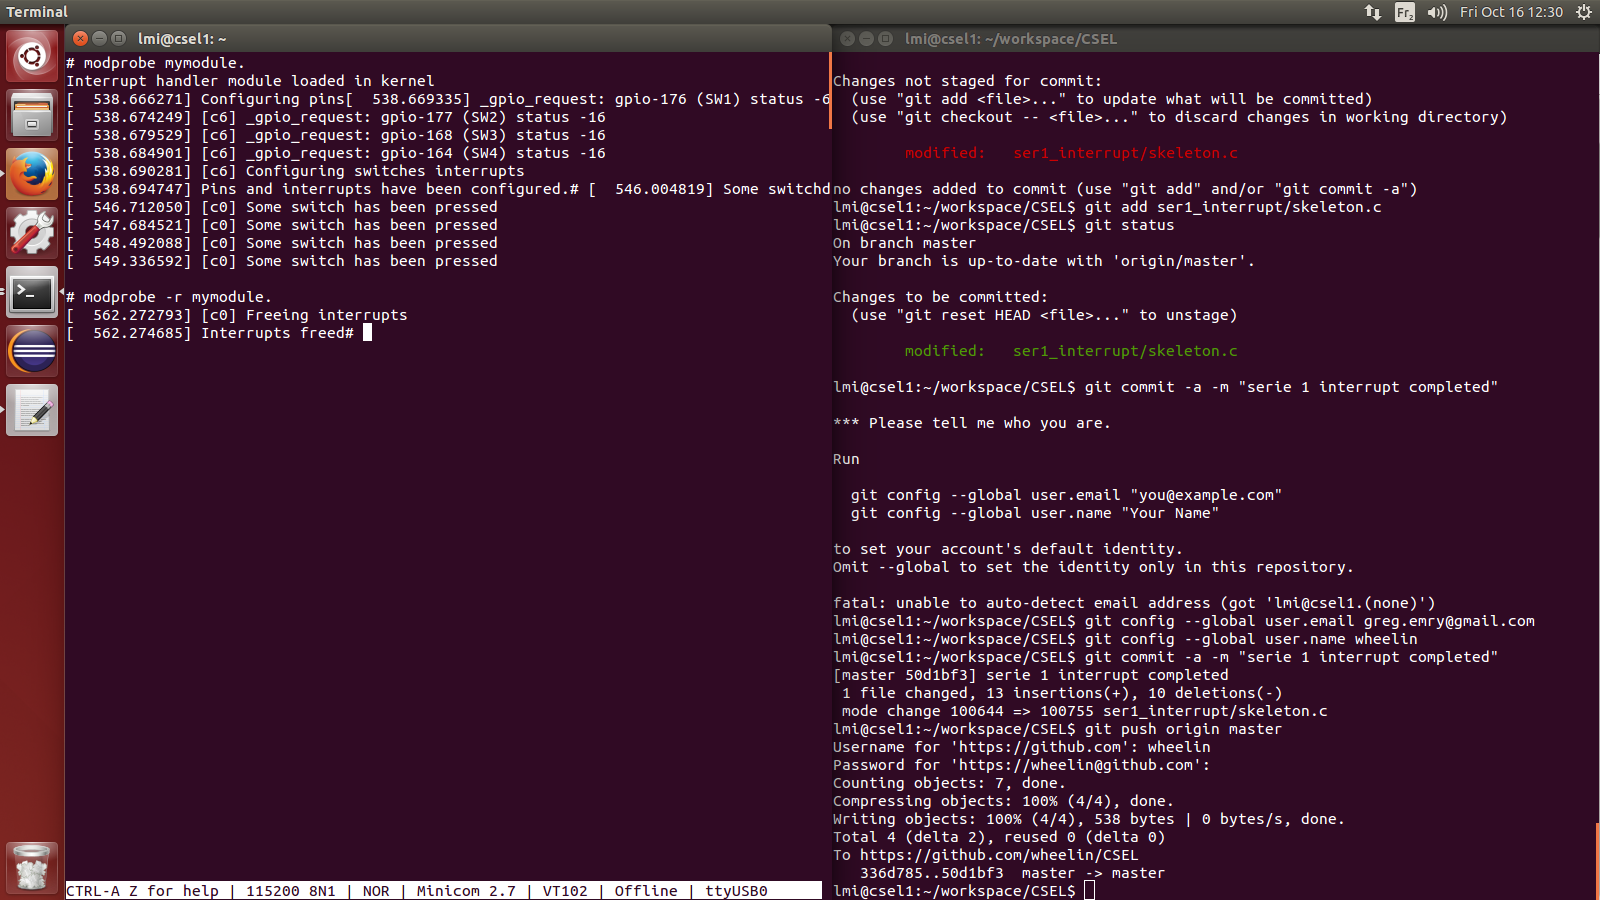 Terminal
Fr2
Fri Oct 16 12:30
lmi@csel1: ~
# modprobe mymodule.
Interrupt handler module loaded in kernel
[  538.666271] Configuring pins[  538.669335] _gpio_request: gpio-176 (SW1) status -6
[  538.674249] [c6] _gpio_request: gpio-177 (SW2) status -16
[  538.679529] [c6] _gpio_request: gpio-168 (SW3) status -16
[  538.684901] [c6] _gpio_request: gpio-164 (SW4) status -16
[  538.690281] [c6] Configuring switches interrupts
[  538.694747] Pins and interrupts have been configured.# [  546.004819] Some switchd
[  546.712050] [c0] Some switch has been pressed
[  547.684521] [c0] Some switch has been pressed
[  548.492088] [c0] Some switch has been pressed
[  549.336592] [c0] Some switch has been pressed
# modprobe -r mymodule.
[  562.272793] [c0] Freeing interrupts
[  562.274685] Interrupts freed#
CTRL-A Z for help | 115200 8N1 | NOR | Minicom 2.7 | VT102 | Offline | ttyUSB0
lmi@csel1: ~/workspace/CSEL
Changes not staged for commit:
  (use "git add <file>..." to update what will be committed)
  (use "git checkout -- <file>..." to discard changes in working directory)
        modified:   ser1_interrupt/skeleton.c
no changes added to commit (use "git add" and/or "git commit -a")
lmi@csel1:~/workspace/CSEL$ git add ser1_interrupt/skeleton.c
lmi@csel1:~/workspace/CSEL$ git status
On branch master
Your branch is up-to-date with 'origin/master'.
Changes to be committed:
  (use "git reset HEAD <file>..." to unstage)
        modified:   ser1_interrupt/skeleton.c
lmi@csel1:~/workspace/CSEL$ git commit -a -m "serie 1 interrupt completed"
*** Please tell me who you are.
Run
  git config --global user.email "you@example.com"
  git config --global user.name "Your Name"
to set your account's default identity.
Omit --global to set the identity only in this repository.
fatal: unable to auto-detect email address (got 'lmi@csel1.(none)')
lmi@csel1:~/workspace/CSEL$ git config --global user.email greg.emry@gmail.com
lmi@csel1:~/workspace/CSEL$ git config --global user.name wheelin
lmi@csel1:~/workspace/CSEL$ git commit -a -m "serie 1 interrupt completed"
[master 50d1bf3] serie 1 interrupt completed
 1 file changed, 13 insertions(+), 10 deletions(-)
 mode change 100644 => 100755 ser1_interrupt/skeleton.c
lmi@csel1:~/workspace/CSEL$ git push origin master
Username for 'https://github.com': wheelin
Password for 'https://wheelin@github.com':
Counting objects: 7, done.
Compressing objects: 100% (4/4), done.
Writing objects: 100% (4/4), 538 bytes | 0 bytes/s, done.
Total 4 (delta 2), reused 0 (delta 0)
To https://github.com/wheelin/CSEL
   336d785..50d1bf3  master -> master
lmi@csel1:~/workspace/CSEL$